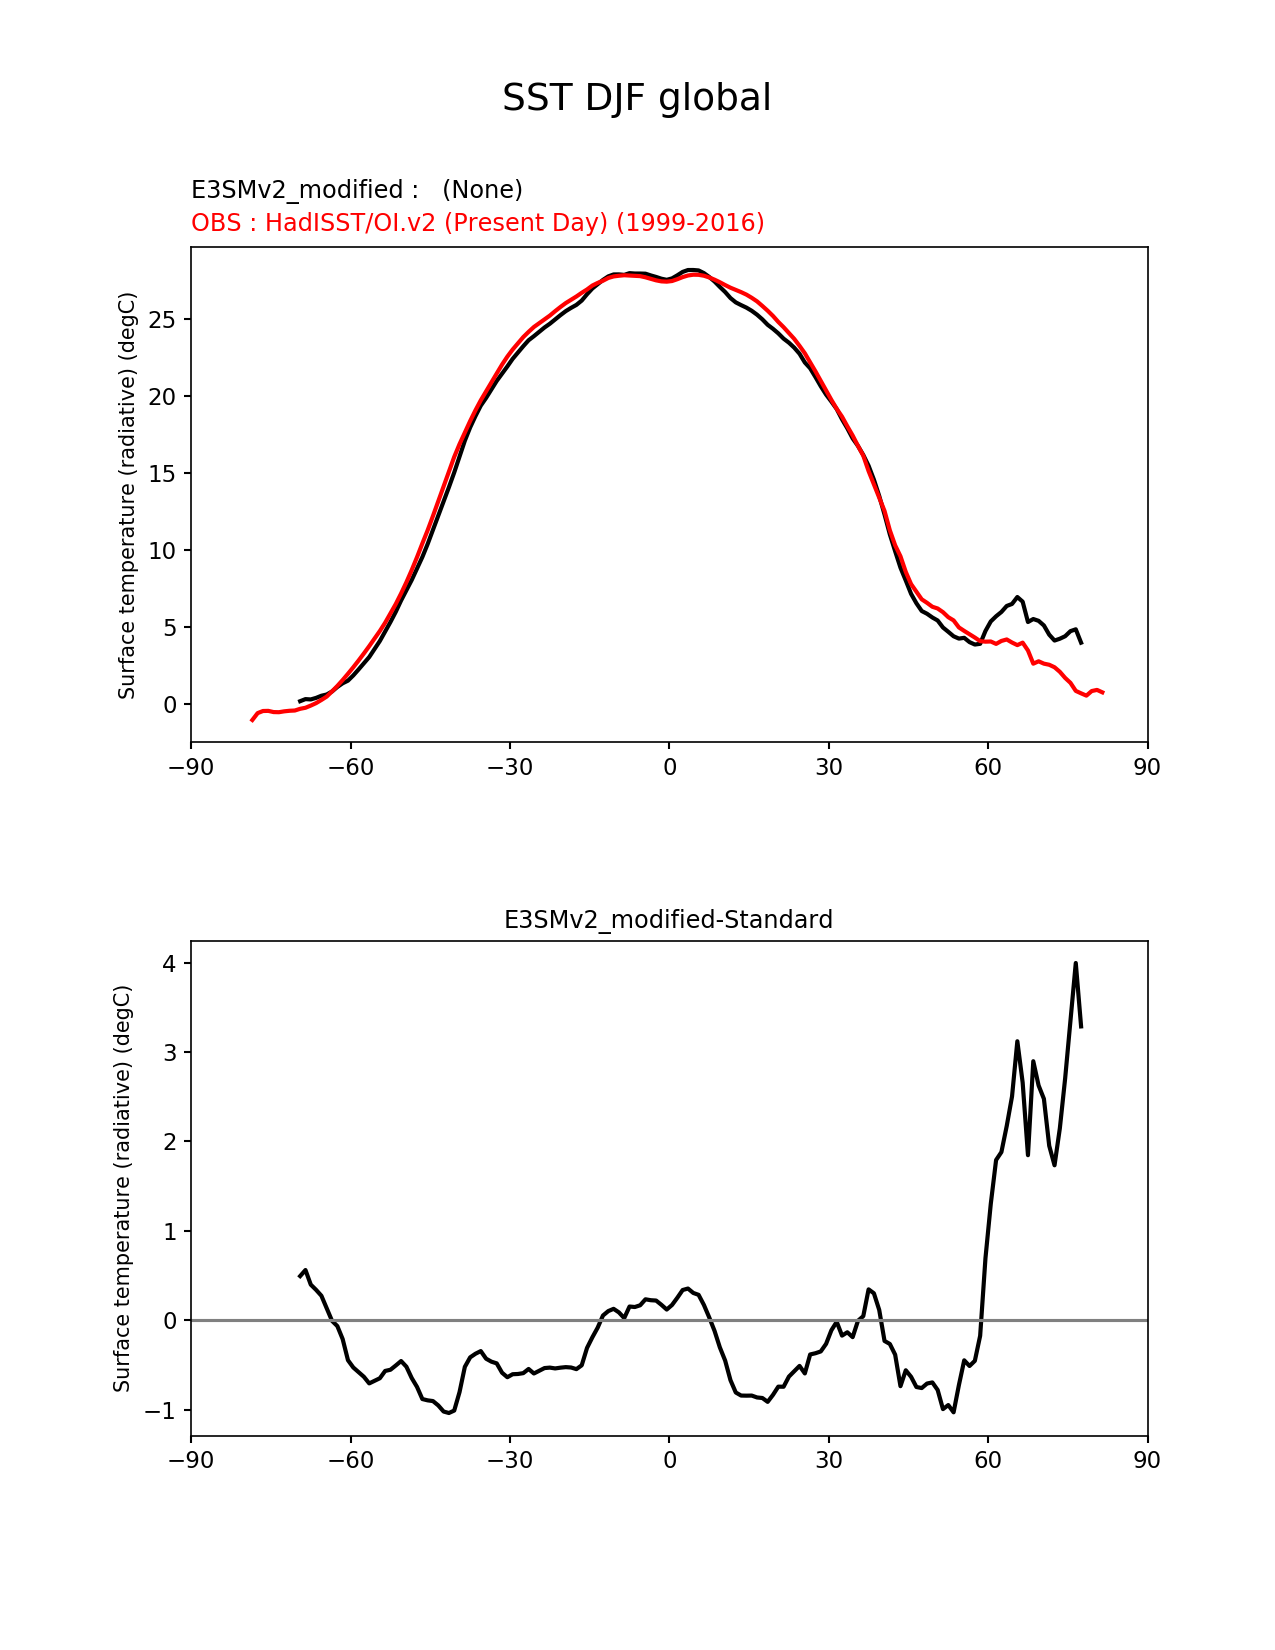 SST DJF global
E3SMv2_modified :   (None)
OBS : HadISST/OI.v2 (Present Day) (1999-2016)
Surface temperature (radiative) (degC)
25
20
15
10
5
0
−90 −60 −30 0 30 60 90
E3SMv2_modified-Standard
Surface temperature (radiative) (degC)
4
3
2
1
0
−1
−90 −60 −30 0 30 60 90